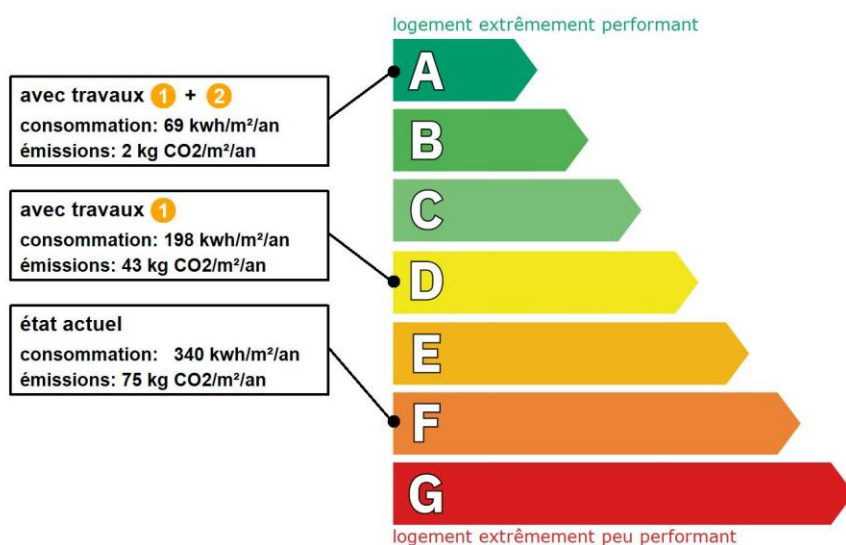 logement extrêmement performant
A
avec travaux 1 + 2
consommation: 69 kwh/m²/an
émissions: 2 kg CO2/m²/an
B
C
avec travaux 1
consommation: 198 kwh/m²/an
émissions: 43 kg CO2/m²/an
D
état actuel
consommation: 340 kwh/m²/an
émissions: 75 kg CO2/m²/an
E
F
G
logement extrêmement peu performant